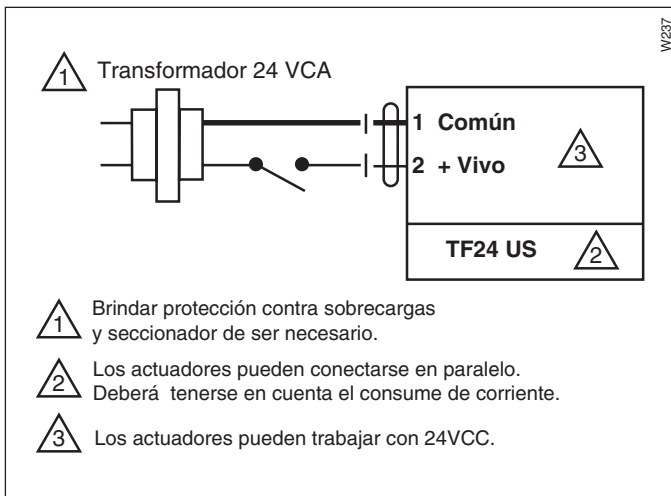 W237
1 Transformador 24 VCA
1 Común
2 + Vivo
3
TF24 US
2
1 Brindar protección contra sobrecargas
y seccionador de ser necesario.
2 Los actuadores pueden conectarse en paralelo.
Deberá tenerse en cuenta el consume de corriente.
3 Los actuadores pueden trabajar con 24VCC.